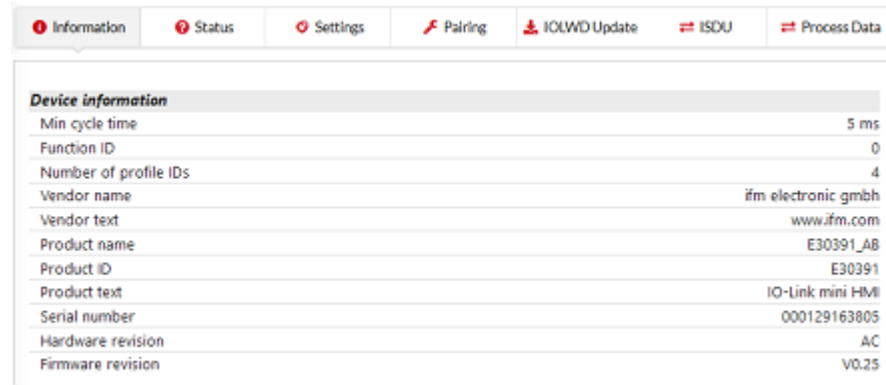 Information Status Settings Pairing IOLWD Update ISDU Process Data
Device information
Min cycle time 5 ms
Function ID 0
Number of profile IDs 4
Vendor name ifm electronic gmbh
Vendor text www.ifm.com
Product name E30391_AB
Product ID E30391
Product text IO-Link mini HMI
Serial number 000129163805
Hardware revision AC
Firmware revision V0.25